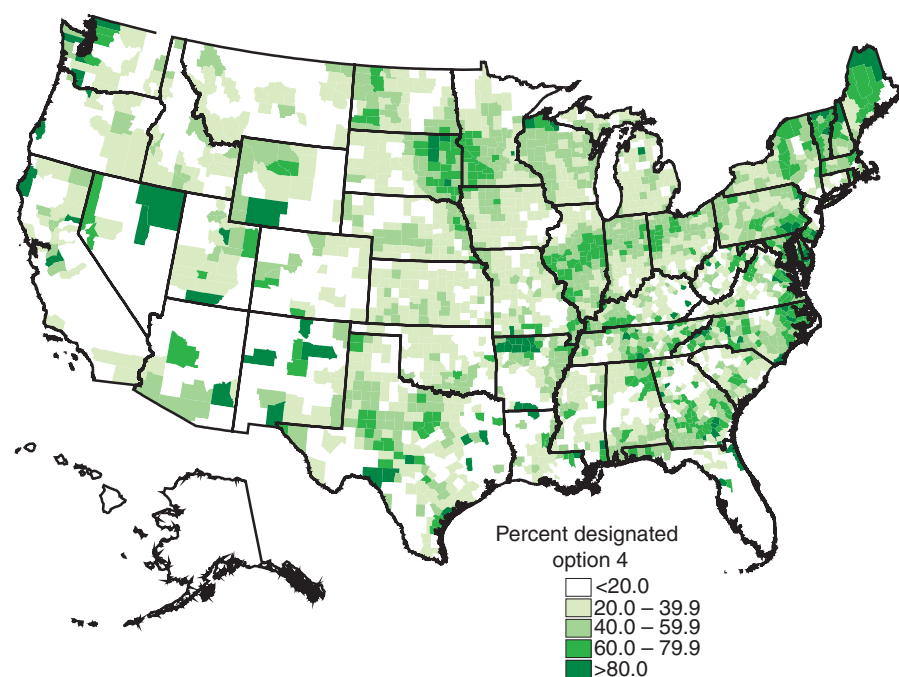 Percent designated
option 4
<20.0
20.0 – 39.9
40.0 – 59.9
60.0 – 79.9
>80.0